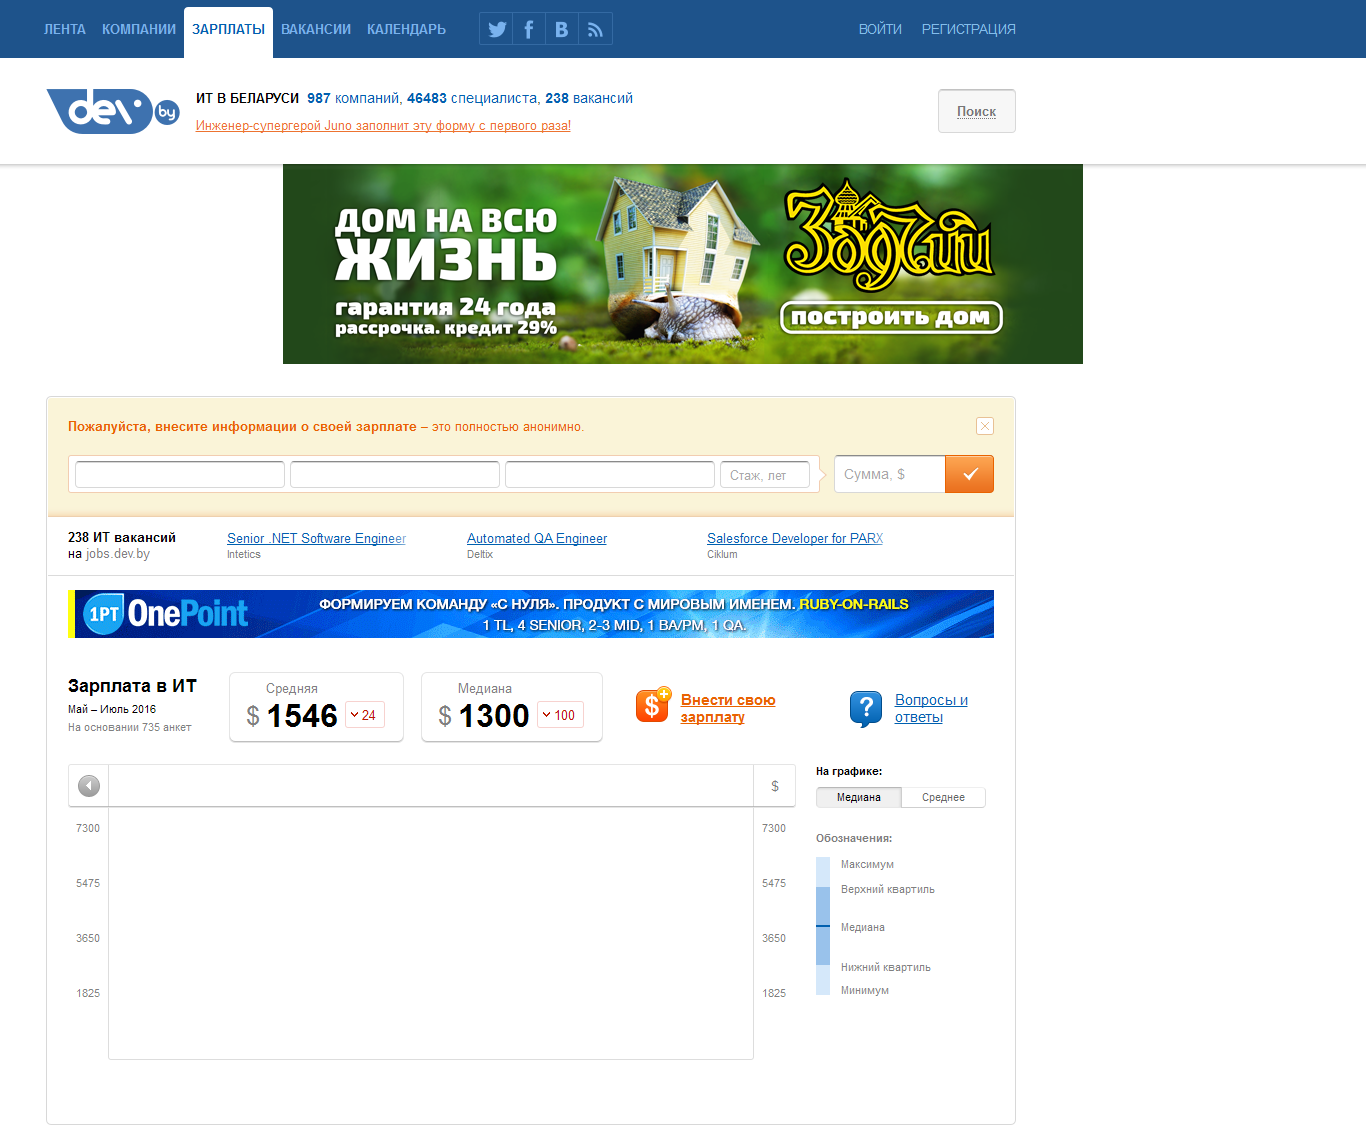 ЛЕНТА КОМПАНИИ ЗАРПЛАТЫ ВАКАНСИИ КАЛЕНДАРЬ ВОЙТИ РЕГИСТРАЦИЯ
dev by
ИТ В БЕЛАРУСИ 987 компаний, 46483 специалиста, 238 вакансий
Инженер-супергерой Juno заполнит эту форму с первого раза!
Поиск
ДОМ НА ВСЮ
ЖИЗНЬ
гарантия 24 года
рассрочка. кредит 29%
Зодчий
построить дом
Пожалуйста, внесите информации о своей зарплате – это полностью анонимно.
Стаж, лет
Сумма, $
238 ИТ вакансий
на jobs.dev.by
Senior .NET Software Engineer
Intetics
Automated QA Engineer
Deltix
Salesforce Developer for PARX
Ciklum
1PT OnePoint
ФОРМИРУЕМ КОМАНДУ «С НУЛЯ». ПРОДУКТ С МИРОВЫМ ИМЕНЕМ. RUBY-ON-RAILS
1 TL, 4 SENIOR, 2-3 MID, 1 BA/PM, 1 QA.
Зарплата в ИТ
Май – Июль 2016
На основании 735 анкет
Средняя
$ 1546 24
Медиана
$ 1300 100
$
Внести свою
зарплату
?
Вопросы и
ответы
$
7300
5475
3650
1825
7300
5475
3650
1825
На графике:
Медиана Среднее
Обозначения:
Максимум
Верхний квартиль
Медиана
Нижний квартиль
Минимум